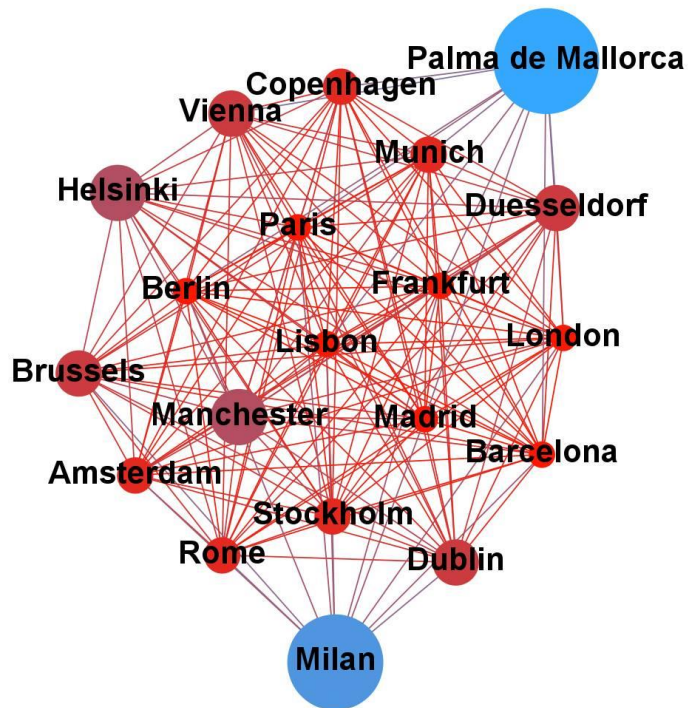 Palma de Mallorca
Copenhagen
Vienna
Munich
Helsinki
Duesseldorf
Paris
Berlin
Frankfurt
London
Lisbon
Brussels
Manchester
Madrid
Barcelona
Amsterdam
Stockholm
Rome
Dublin
Milan